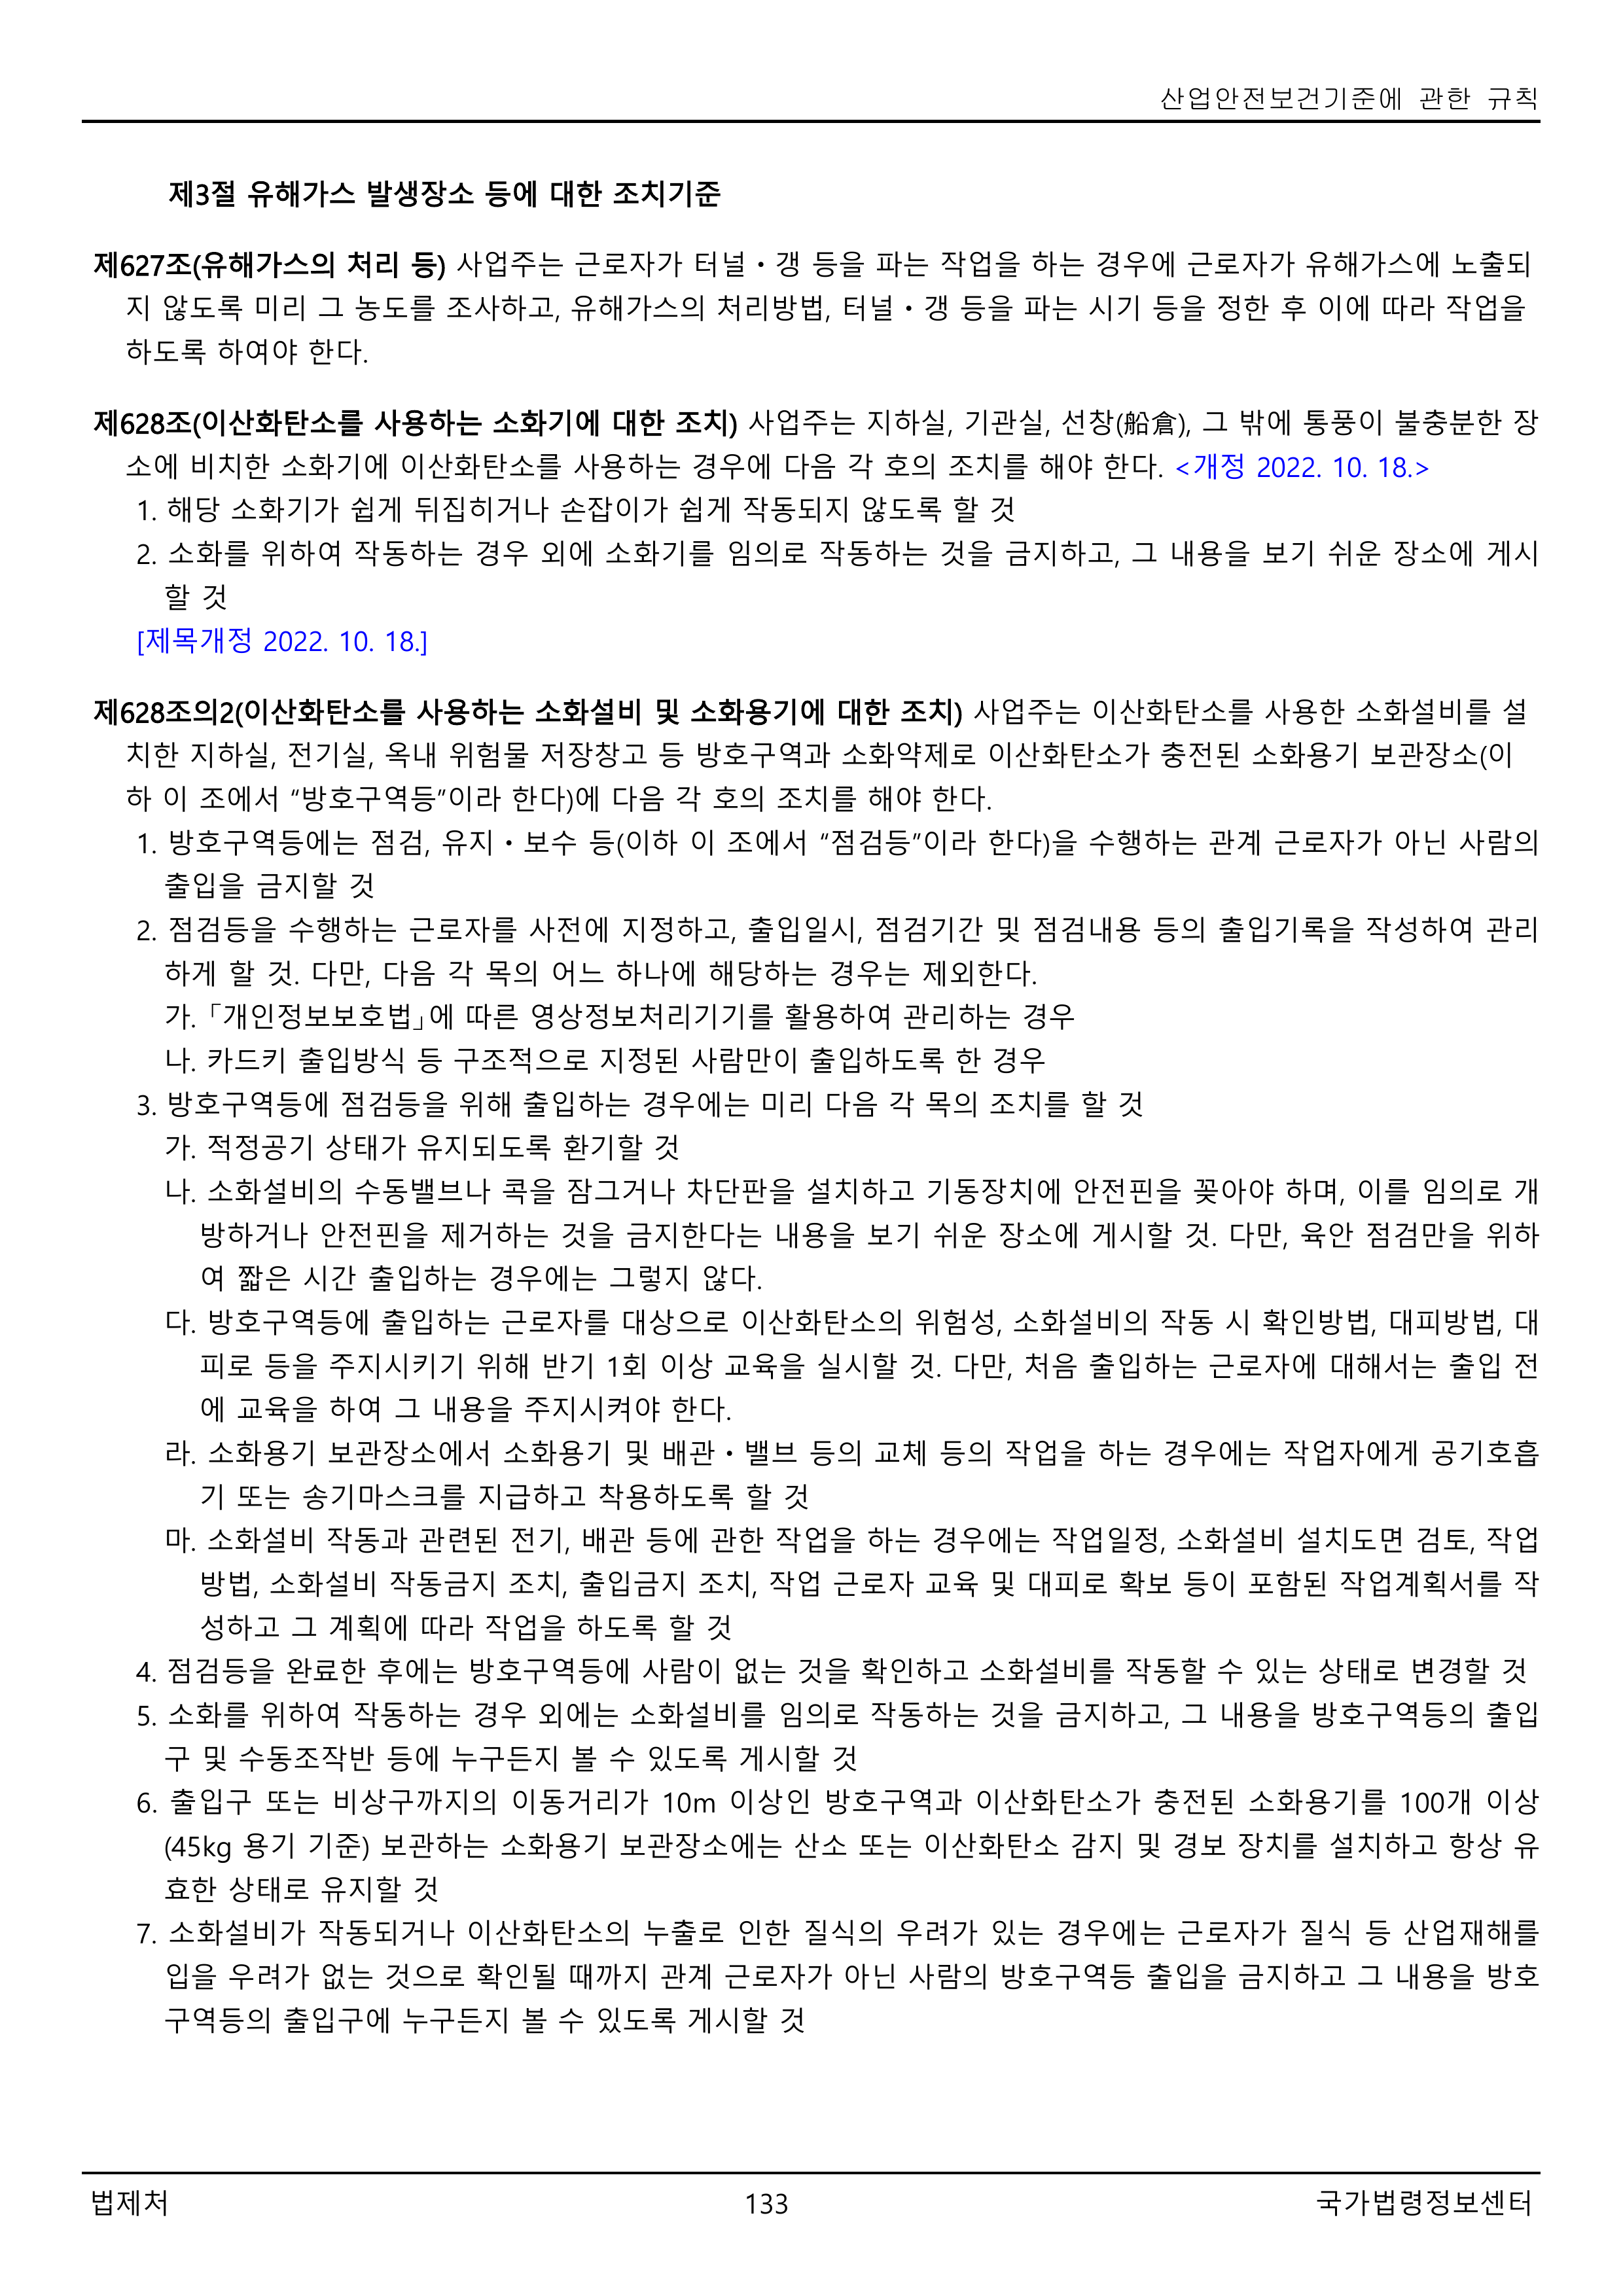 산업안전보건기준에 관한 규칙
제3절 유해가스 발생장소 등에 대한 조치기준
제627조(유해가스의 처리 등) 사업주는 근로자가 터널ㆍ갱 등을 파는 작업을 하는 경우에 근로자가 유해가스에 노출되
지 않도록 미리 그 농도를 조사하고, 유해가스의 처리방법, 터널ㆍ갱 등을 파는 시기 등을 정한 후 이에 따라 작업을
하도록 하여야 한다.
제628조(이산화탄소를 사용하는 소화기에 대한 조치) 사업주는 지하실, 기관실, 선창(船倉), 그 밖에 통풍이 불충분한 장
소에 비치한 소화기에 이산화탄소를 사용하는 경우에 다음 각 호의 조치를 해야 한다. <개정 2022. 10. 18.>
1. 해당 소화기가 쉽게 뒤집히거나 손잡이가 쉽게 작동되지 않도록 할 것
2. 소화를 위하여 작동하는 경우 외에 소화기를 임의로 작동하는 것을 금지하고, 그 내용을 보기 쉬운 장소에 게시
할 것
[제목개정 2022. 10. 18.]
제628조의2(이산화탄소를 사용하는 소화설비 및 소화용기에 대한 조치) 사업주는 이산화탄소를 사용한 소화설비를 설
치한 지하실, 전기실, 옥내 위험물 저장창고 등 방호구역과 소화약제로 이산화탄소가 충전된 소화용기 보관장소(이
하 이 조에서 “방호구역등”이라 한다)에 다음 각 호의 조치를 해야 한다.
1. 방호구역등에는 점검, 유지ㆍ보수 등(이하 이 조에서 “점검등”이라 한다)을 수행하는 관계 근로자가 아닌 사람의
출입을 금지할 것
2. 점검등을 수행하는 근로자를 사전에 지정하고, 출입일시, 점검기간 및 점검내용 등의 출입기록을 작성하여 관리
하게 할 것. 다만, 다음 각 목의 어느 하나에 해당하는 경우는 제외한다.
가. 「개인정보보호법」에 따른 영상정보처리기기를 활용하여 관리하는 경우
나. 카드키 출입방식 등 구조적으로 지정된 사람만이 출입하도록 한 경우
3. 방호구역등에 점검등을 위해 출입하는 경우에는 미리 다음 각 목의 조치를 할 것
가. 적정공기 상태가 유지되도록 환기할 것
나. 소화설비의 수동밸브나 콕을 잠그거나 차단판을 설치하고 기동장치에 안전핀을 꽂아야 하며, 이를 임의로 개
방하거나 안전핀을 제거하는 것을 금지한다는 내용을 보기 쉬운 장소에 게시할 것. 다만, 육안 점검만을 위하
여 짧은 시간 출입하는 경우에는 그렇지 않다.
다. 방호구역등에 출입하는 근로자를 대상으로 이산화탄소의 위험성, 소화설비의 작동 시 확인방법, 대피방법, 대
피로 등을 주지시키기 위해 반기 1회 이상 교육을 실시할 것. 다만, 처음 출입하는 근로자에 대해서는 출입 전
에 교육을 하여 그 내용을 주지시켜야 한다.
라. 소화용기 보관장소에서 소화용기 및 배관ㆍ밸브 등의 교체 등의 작업을 하는 경우에는 작업자에게 공기호흡
기 또는 송기마스크를 지급하고 착용하도록 할 것
마. 소화설비 작동과 관련된 전기, 배관 등에 관한 작업을 하는 경우에는 작업일정, 소화설비 설치도면 검토, 작업
방법, 소화설비 작동금지 조치, 출입금지 조치, 작업 근로자 교육 및 대피로 확보 등이 포함된 작업계획서를 작
성하고 그 계획에 따라 작업을 하도록 할 것
4. 점검등을 완료한 후에는 방호구역등에 사람이 없는 것을 확인하고 소화설비를 작동할 수 있는 상태로 변경할 것
5. 소화를 위하여 작동하는 경우 외에는 소화설비를 임의로 작동하는 것을 금지하고, 그 내용을 방호구역등의 출입
구 및 수동조작반 등에 누구든지 볼 수 있도록 게시할 것
6. 출입구 또는 비상구까지의 이동거리가 10m 이상인 방호구역과 이산화탄소가 충전된 소화용기를 100개 이상
(45kg 용기 기준) 보관하는 소화용기 보관장소에는 산소 또는 이산화탄소 감지 및 경보 장치를 설치하고 항상 유
효한 상태로 유지할 것
7. 소화설비가 작동되거나 이산화탄소의 누출로 인한 질식의 우려가 있는 경우에는 근로자가 질식 등 산업재해를
입을 우려가 없는 것으로 확인될 때까지 관계 근로자가 아닌 사람의 방호구역등 출입을 금지하고 그 내용을 방호
구역등의 출입구에 누구든지 볼 수 있도록 게시할 것
법제처 133 국가법령정보센터